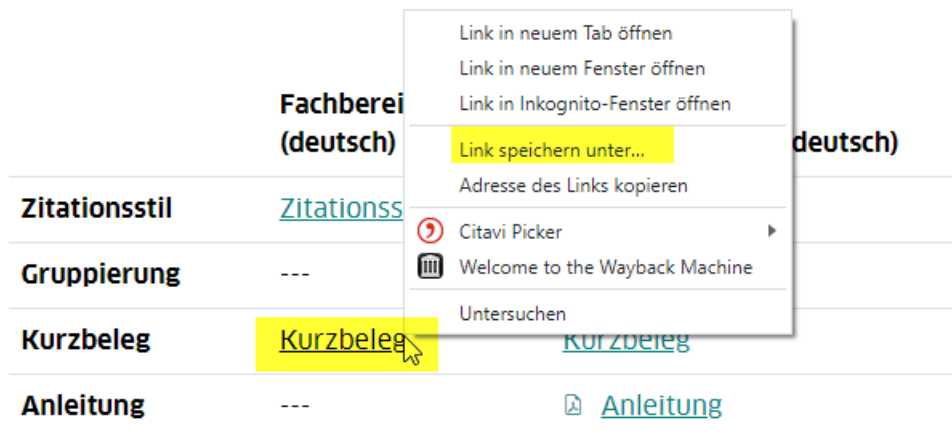 Link in neuem Tab öffnen
Link in neuem Fenster öffnen
Link in Inkognito-Fenster öffnen
Link speichern unter...
Adresse des Links kopieren
Citavi Picker
Welcome to the Wayback Machine
Untersuchen
(deutsch) deutsch)
Zitationsstil
Gruppierung ---
Kurzbeleg Kurzbeleg Kurzbeleg
Anleitung --- Anleitung